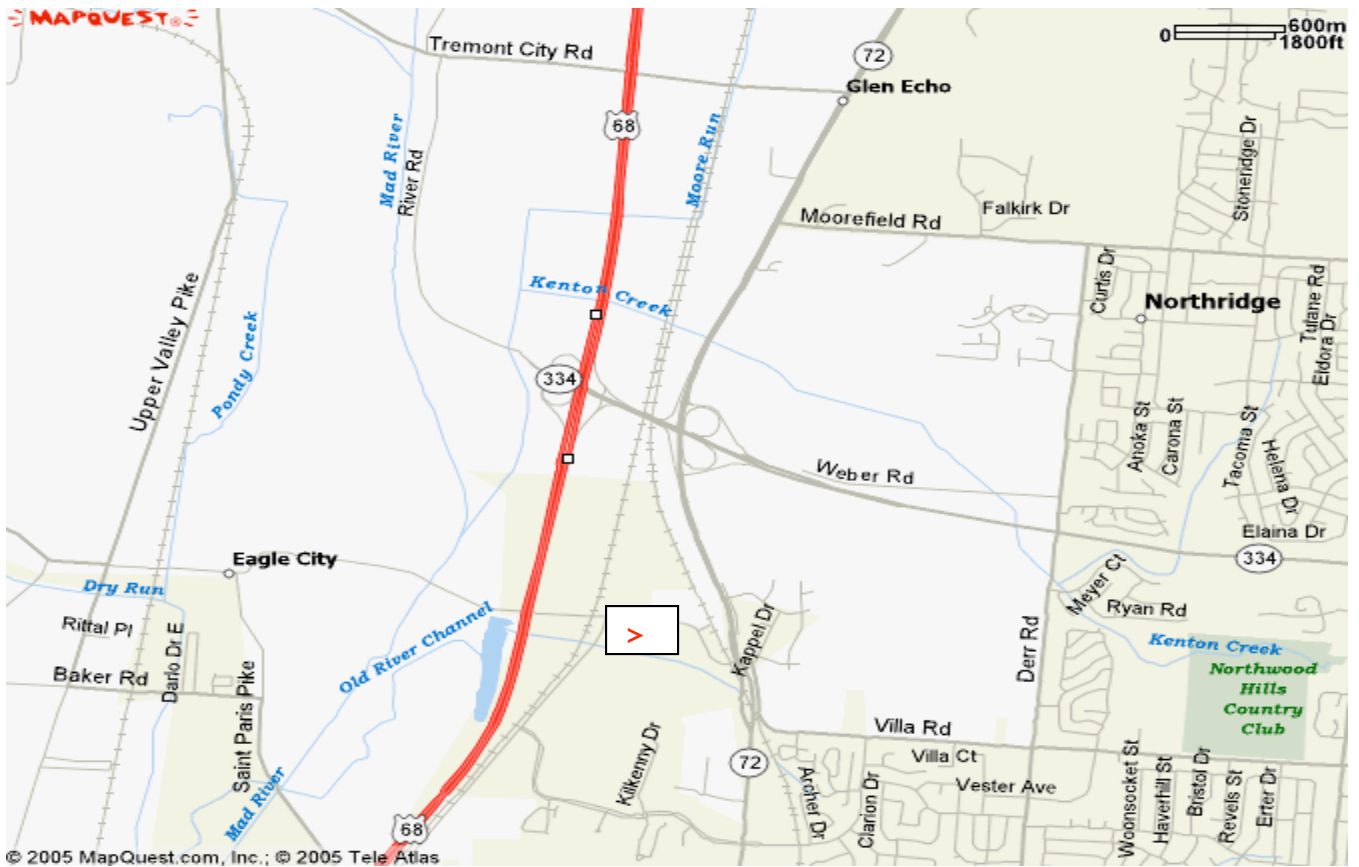 MAPQUEST®
0 600m
1800ft
Tremont City Rd
72
Glen Echo
68
Mad River
River Rd
Moore Run
Stoneridge Dr
Falkirk Dr
Moorefield Rd
Upper Valley Pike
Pondy Creek
Kenton Creek
Curtis Dr
Northridge
Tulane Rd
Eldora Dr
334
Anoka St
Carona St
Tacoma St
Helena Dr
Weber Rd
Elaina Dr
334
Eagle City
Dry Run
Meyer Ct
Ryan Rd
Rittal Pl
Old River Channel
>
Kappel Dr
Derr Rd
Kenton Creek
Baker Rd
Darlo Dr E
Saint Paris Pike
Northwood
Hills
Country
Club
Villa Rd
Villa Ct
Vester Ave
Kilkenny Dr
72
Archer Dr
Clarion Dr
Woonsocket St
Haverhill St
Bristol Dr
Revels St
Erter Dr
Mad River
68
© 2005 MapQuest.com, Inc.; © 2005 Tele Atlas